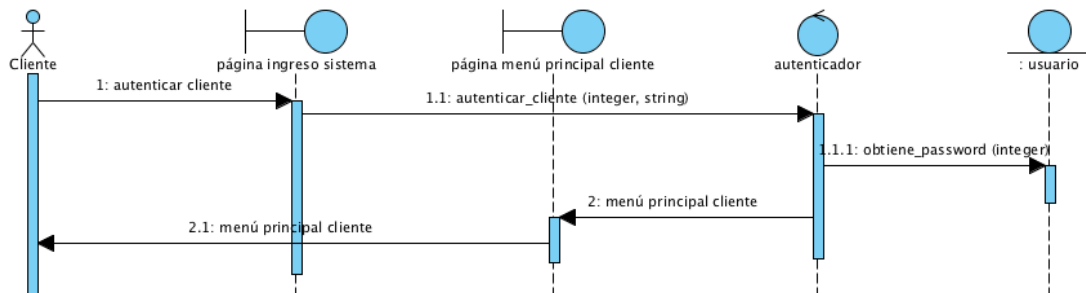 Cliente
página ingreso sistema
página menú principal cliente
autenticador
: usuario
1: autenticar cliente
1.1: autenticar_cliente (integer, string)
1.1.1: obtiene_password (integer)
2: menú principal cliente
2.1: menú principal cliente